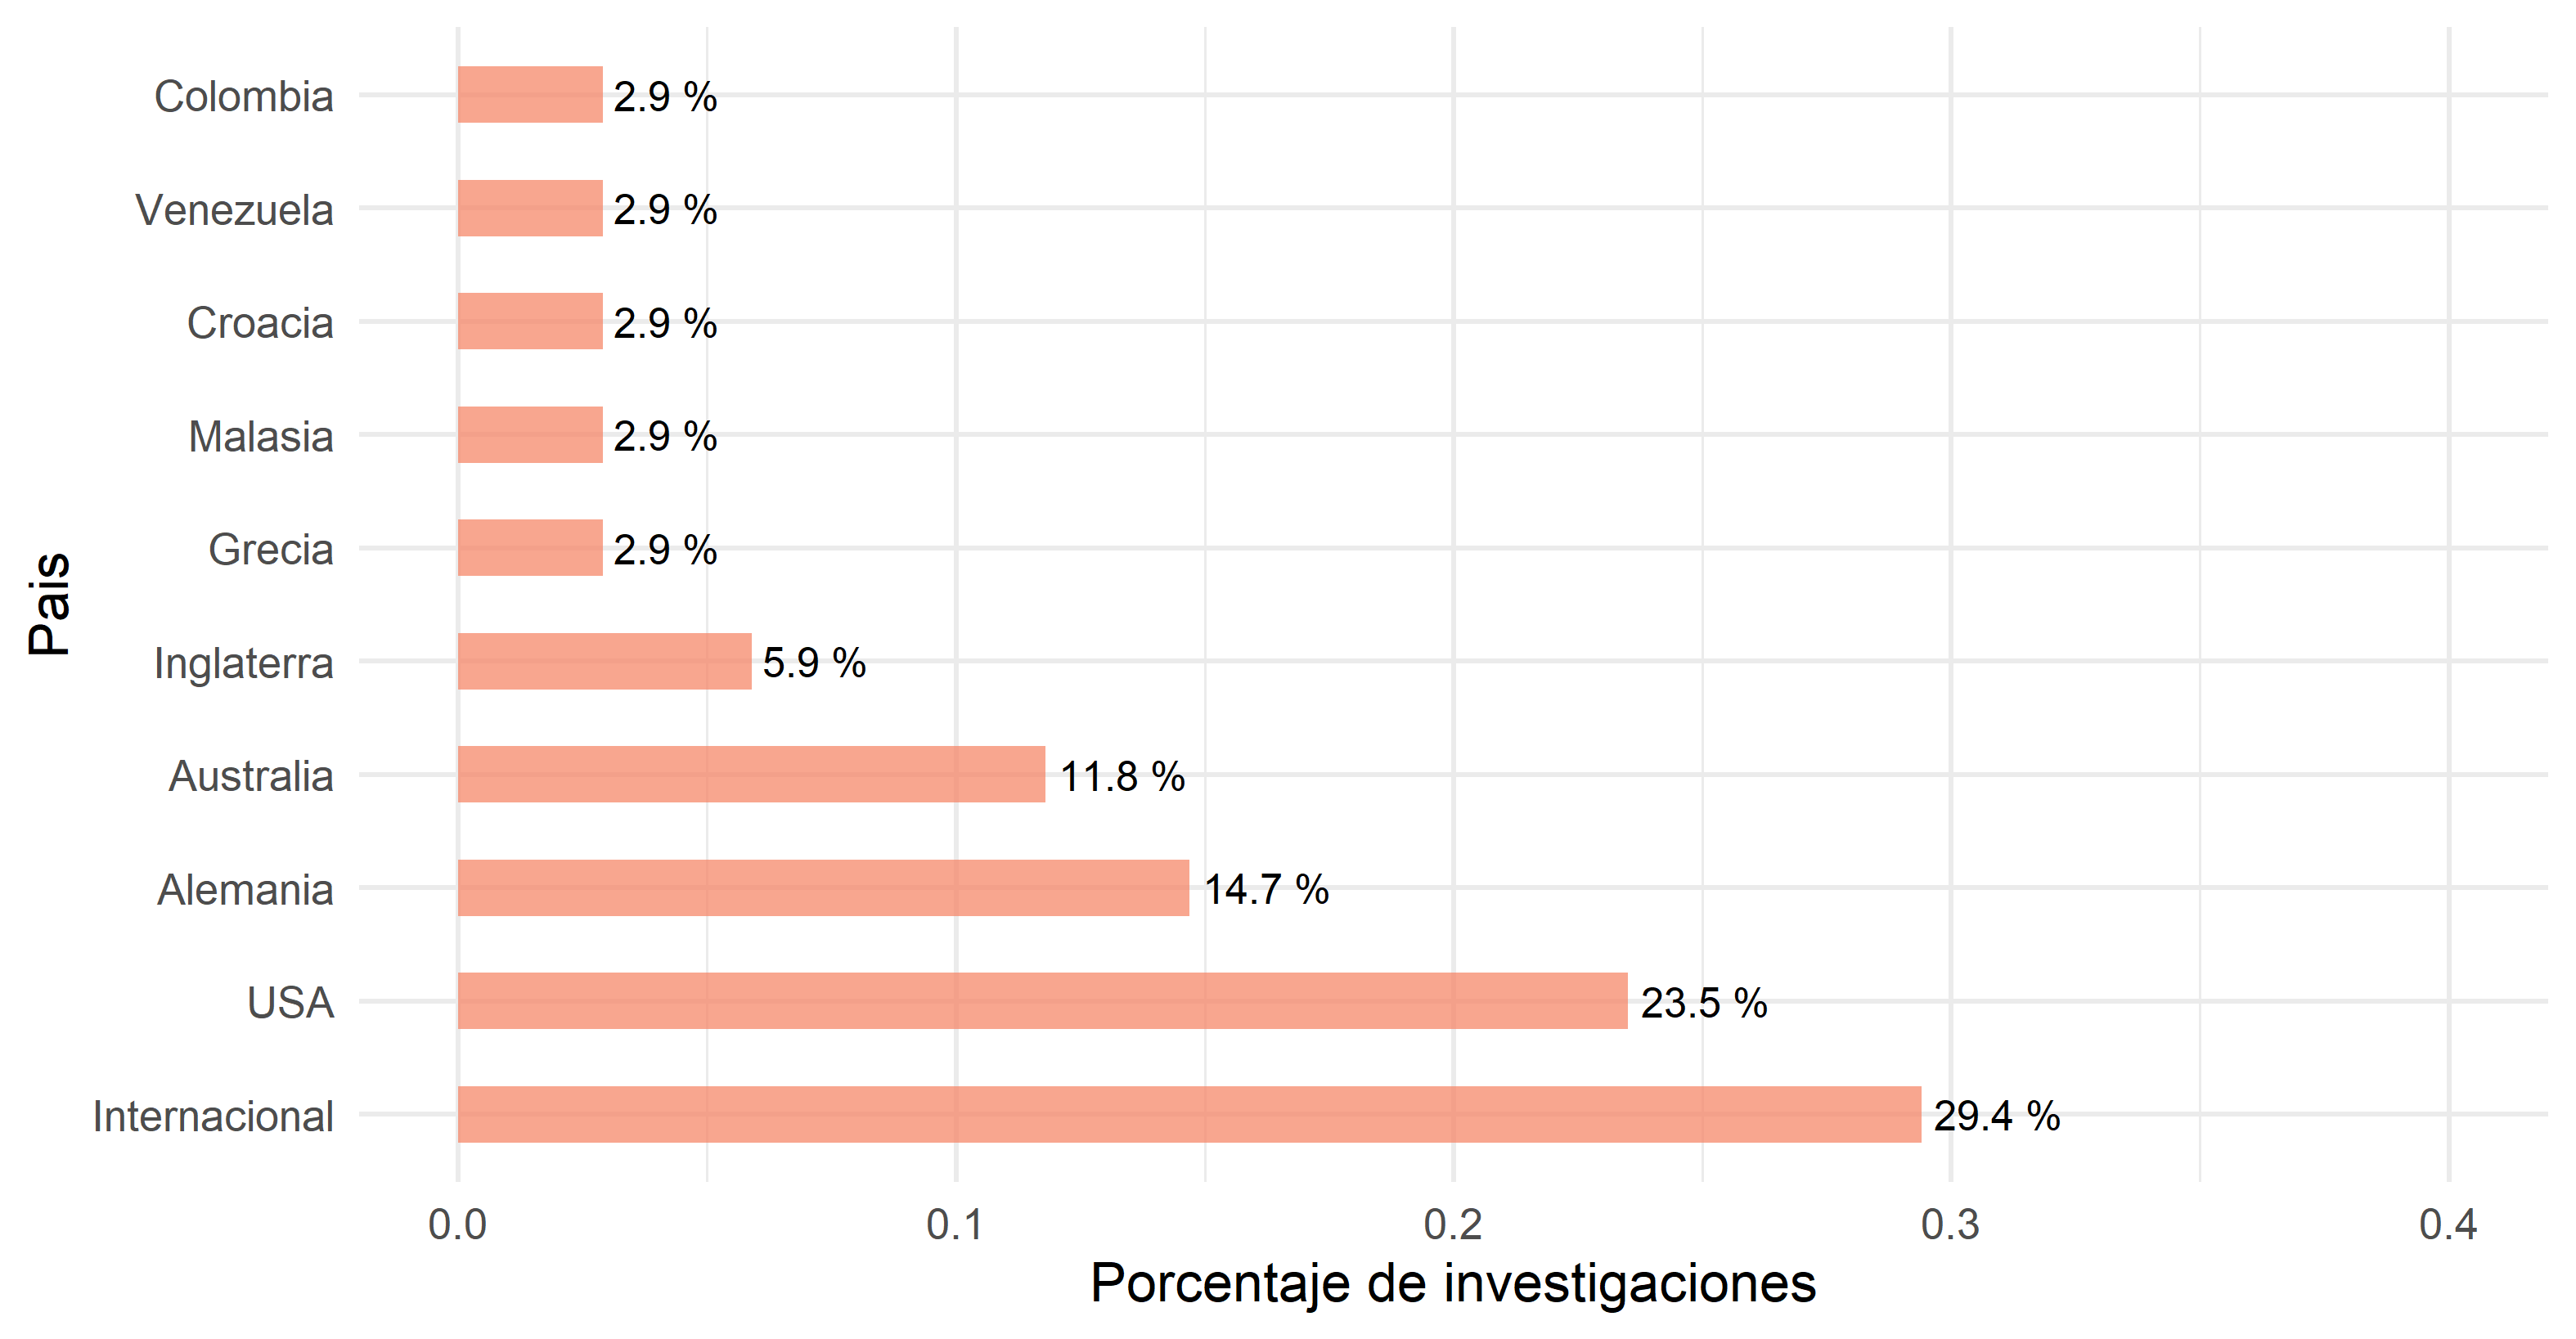 Colombia 2.9 %
Venezuela 2.9 %
Croacia 2.9 %
Malasia 2.9 %
Grecia 2.9 %
Inglaterra 5.9 %
Australia 11.8 %
Alemania 14.7 %
USA 23.5 %
Internacional 29.4 %
Pais
0.0 0.1 0.2 0.3 0.4
Porcentaje de investigaciones